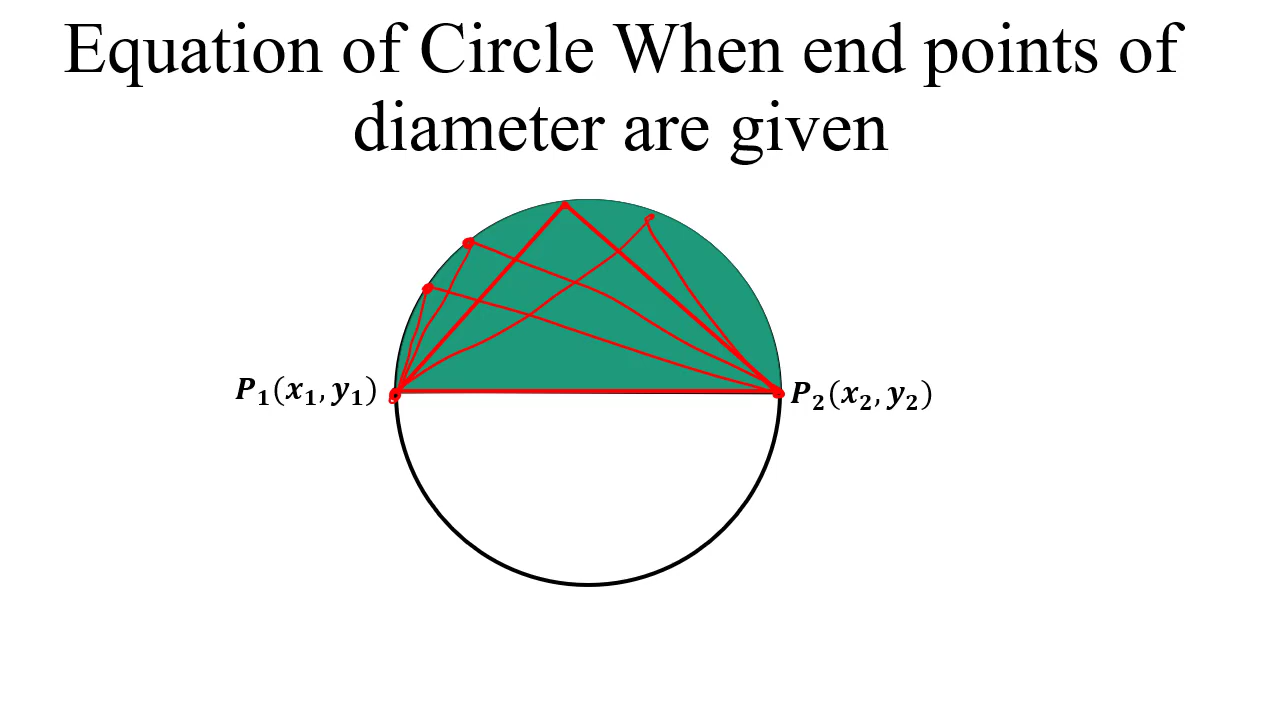 Equation of Circle When end points of
diameter are given
P₁(x₁, y₁)
P₂(x₂, y₂)